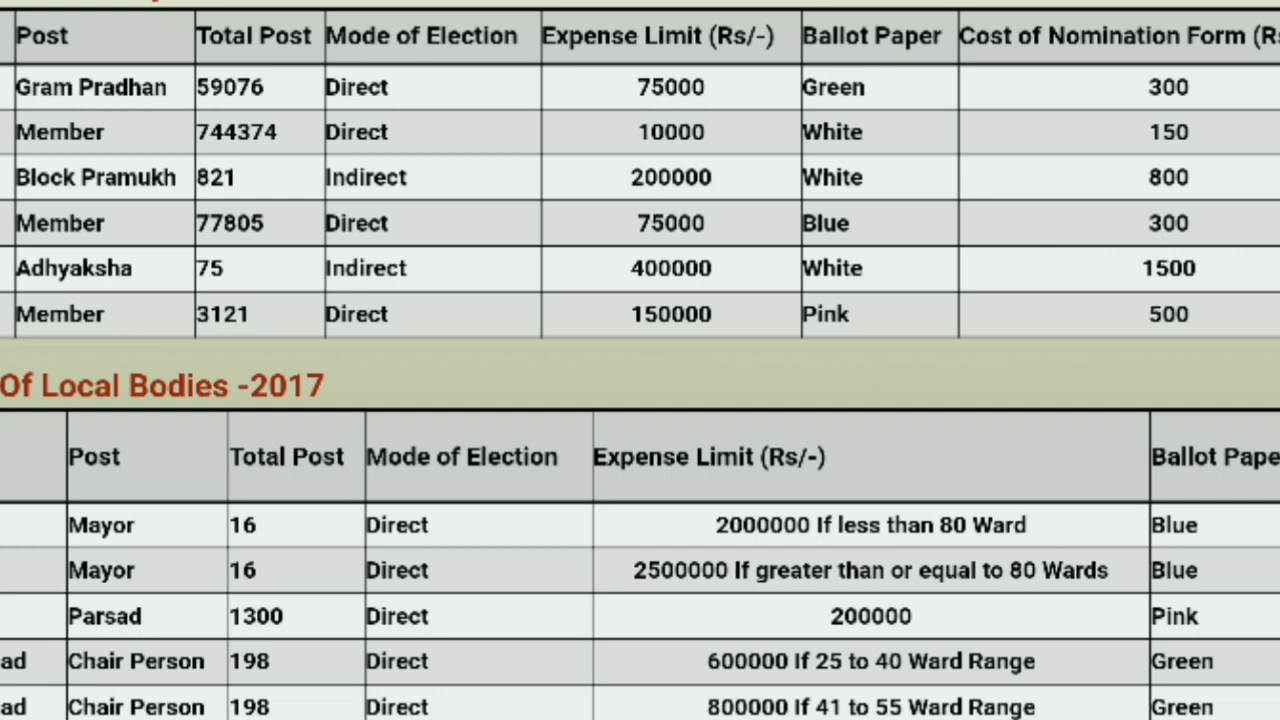 Post Total Post Mode of Election Expense Limit (Rs/-) Ballot Paper Cost of Nomination Form
Gram Pradhan 59076 Direct 75000 Green 300
Member 744374 Direct 10000 White 150
Block Pramukh 821 Indirect 200000 White 800
Member 77805 Direct 75000 Blue 300
Adhyaksha 75 Indirect 400000 White 1500
Member 3121 Direct 150000 Pink 500
Of Local Bodies -2017
Post Total Post Mode of Election Expense Limit (Rs/-) Ballot Pape
Mayor 16 Direct 2000000 If less than 80 Ward Blue
Mayor 16 Direct 2500000 If greater than or equal to 80 Wards Blue
Parsad 1300 Direct 200000 Pink
ad Chair Person 198 Direct 600000 If 25 to 40 Ward Range Green
ad Chair Person 198 Direct 800000 If 41 to 55 Ward Range Green